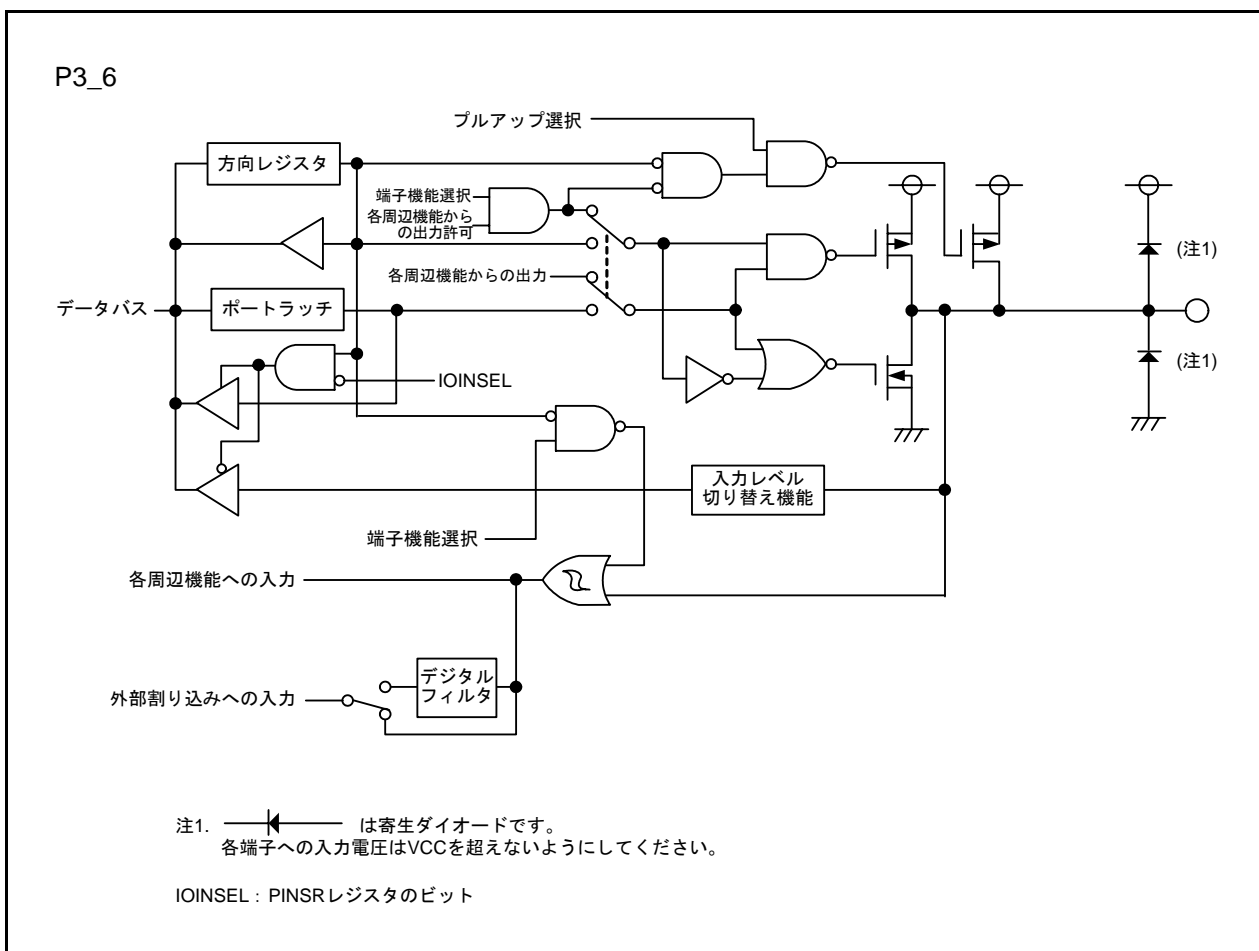 P3_6
プルアップ選択
方向レジスタ
端子機能選択
各周辺機能から
の出力許可
各周辺機能からの出力
データバス
ポートラッチ
IOINSEL
(注1)
(注1)
入力レベル
切り替え機能
端子機能選択
各周辺機能への入力
デジタル
フィルタ
外部割り込みへの入力
注1. は寄生ダイオードです。
各端子への入力電圧はVCCを超えないようにしてください。
IOINSEL : PINSRレジスタのビット